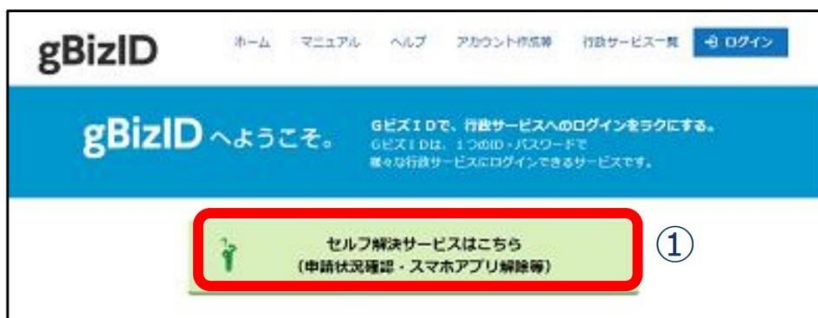 gBizID
ホーム マニュアル ヘルプ アカウント作成等 行政サービス一覧 ログイン
gBizID へようこそ。
GビズIDで、行政サービスへのログインをラクにする。
GビズIDは、1つのID・パスワードで
様々な行政サービスにログインできるサービスです。
セルフ解決サービスはこちら
(申請状況確認・スマホアプリ解除等)
①